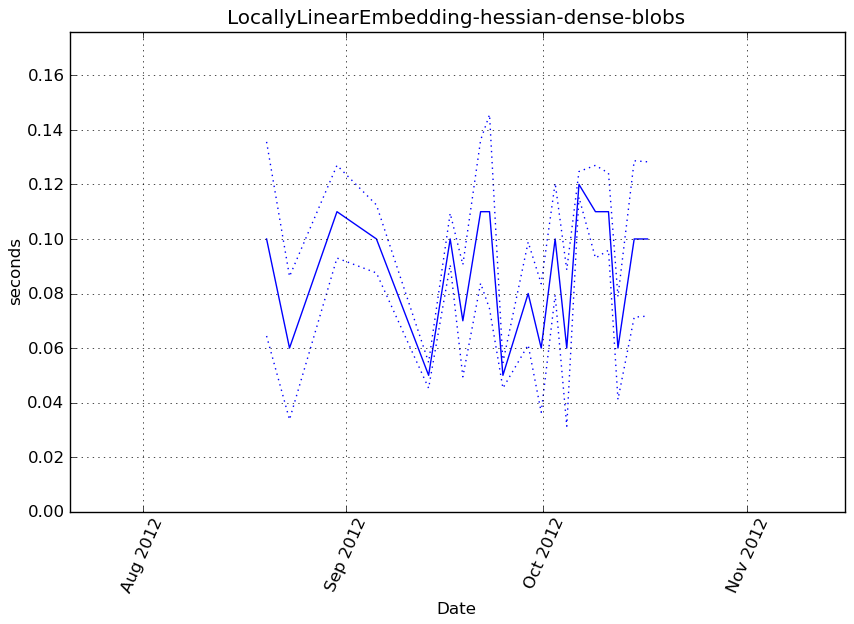 LocallyLinearEmbedding-hessian-dense-blobs
0.16
0.14
0.12
0.10
0.08
0.06
0.04
0.02
0.00
seconds
Aug 2012
Sep 2012
Oct 2012
Nov 2012
Date